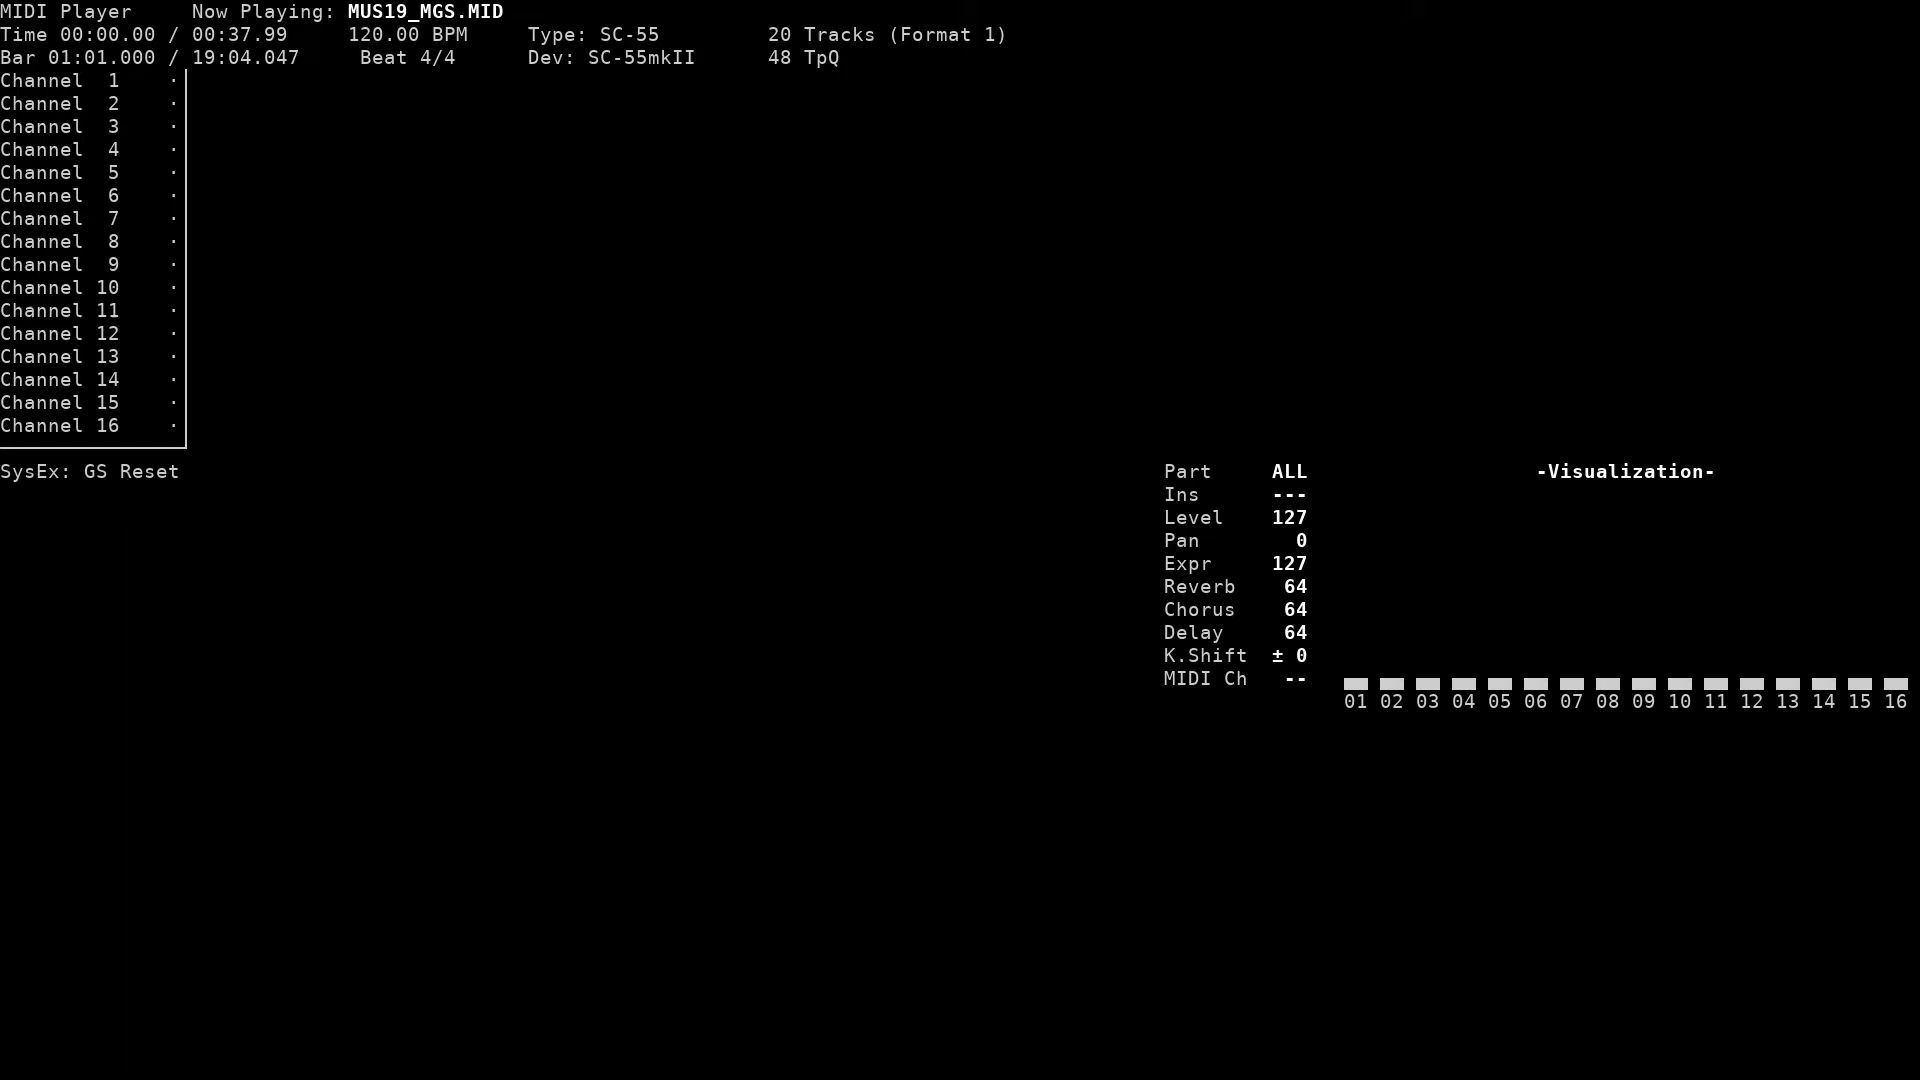 MIDI Player     Now Playing: MUS19_MGS.MID
Time 00:00.00 / 00:37.99     120.00 BPM     Type: SC-55         20 Tracks (Format 1)
Bar 01:01.000 / 19:04.047     Beat 4/4      Dev: SC-55mkII      48 TpQ
Channel  1    ·
Channel  2    ·
Channel  3    ·
Channel  4    ·
Channel  5    ·
Channel  6    ·
Channel  7    ·
Channel  8    ·
Channel  9    ·
Channel 10    ·
Channel 11    ·
Channel 12    ·
Channel 13    ·
Channel 14    ·
Channel 15    ·
Channel 16    ·
SysEx: GS Reset
Part     ALL
Ins      ---
Level    127
Pan        0
Expr     127
Reverb    64
Chorus    64
Delay     64
K.Shift  ± 0
MIDI Ch   --
-Visualization-
01 02 03 04 05 06 07 08 09 10 11 12 13 14 15 16